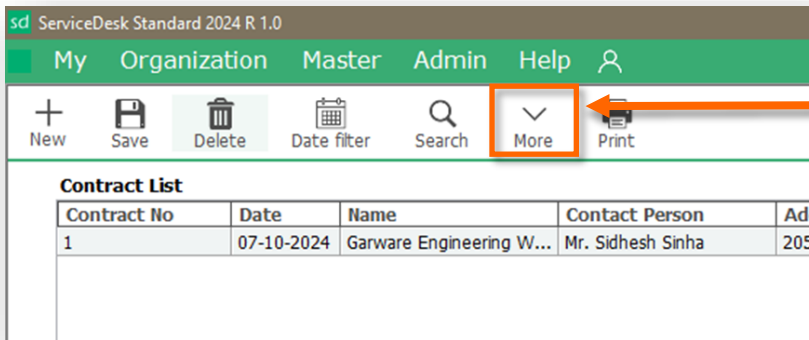 sd ServiceDesk Standard 2024 R 1.0
My Organization Master Admin Help
New Save Delete Date filter Search More Print
Contract List
Contract No Date Name Contact Person Ad
1 07-10-2024 Garware Engineering W... Mr. Sidhesh Sinha 205